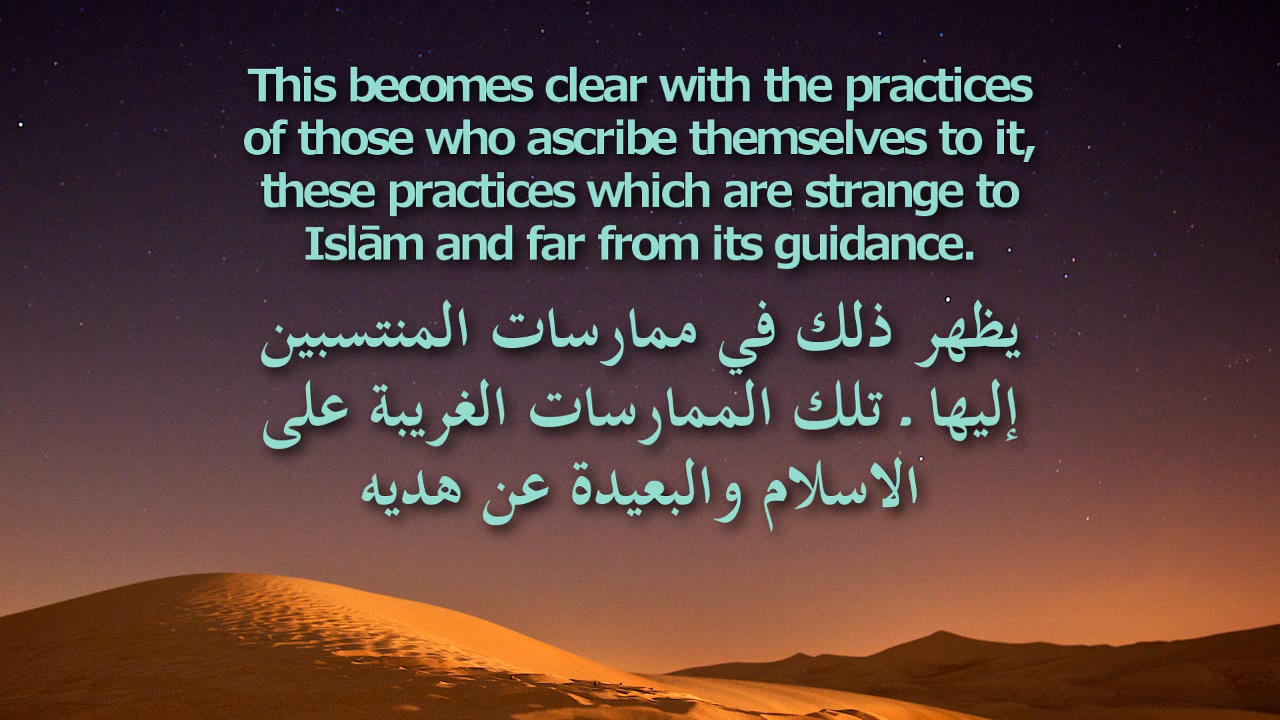 This becomes clear with the practices
of those who ascribe themselves to it,
these practices which are strange to
Islām and far from its guidance.
يظهر ذلك في ممارسات المنتسبين
إليها . تلك الممارسات الغريبة على
الاسلام والبعيدة عن هديه